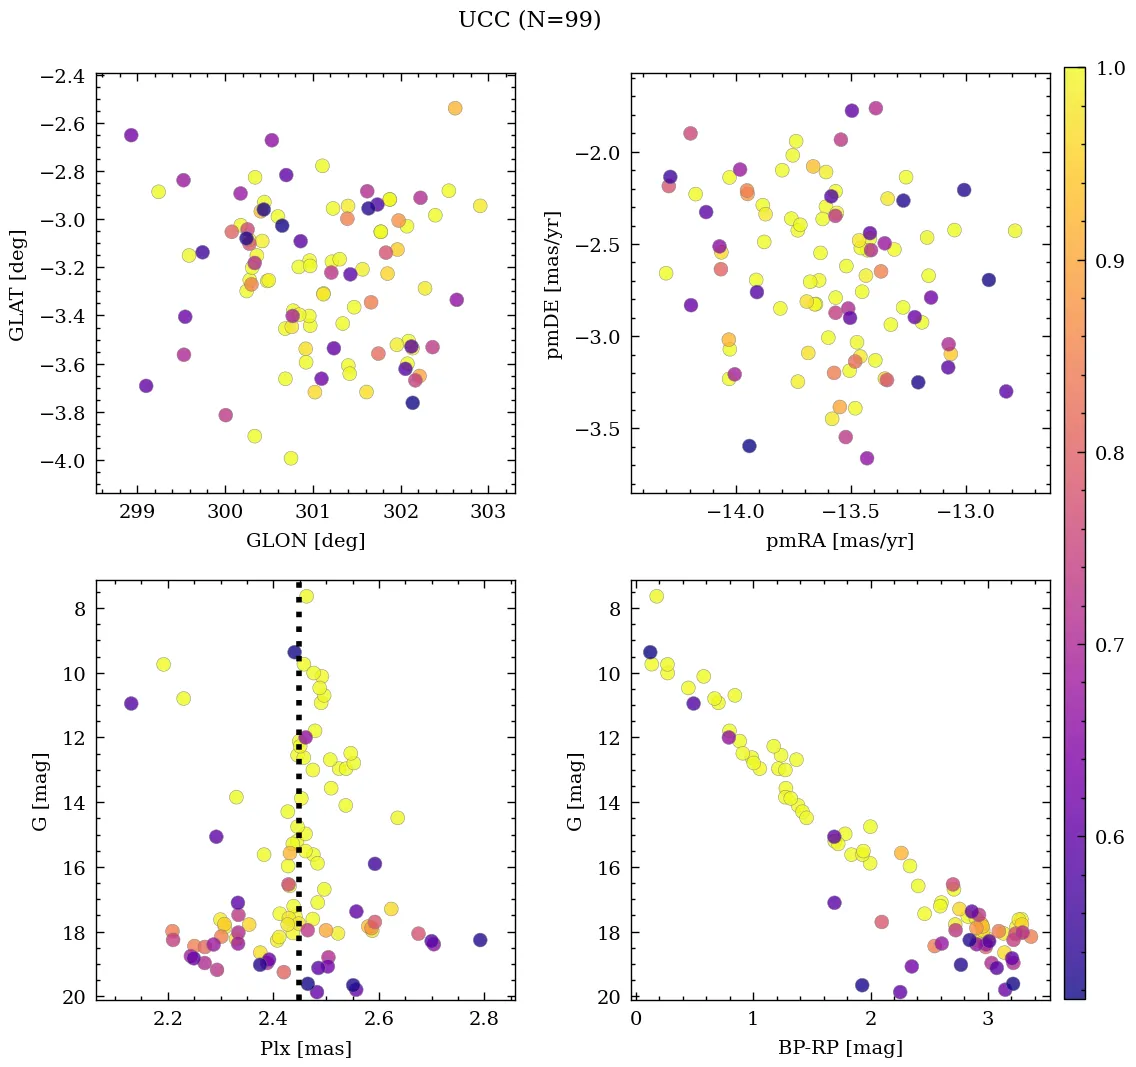 UCC (N=99)
−2.4
−2.6
−2.8
−3.0
−3.2
−3.4
−3.6
−3.8
−4.0
GLAT [deg]
299 300 301 302 303
GLON [deg]
−2.0
−2.5
−3.0
−3.5
pmDE [mas/yr]
−14.0 −13.5 −13.0
pmRA [mas/yr]
8
10
12
14
16
18
20
G [mag]
2.2 2.4 2.6 2.8
Plx [mas]
8
10
12
14
16
18
20
G [mag]
0 1 2 3
BP-RP [mag]
1.0
0.9
0.8
0.7
0.6